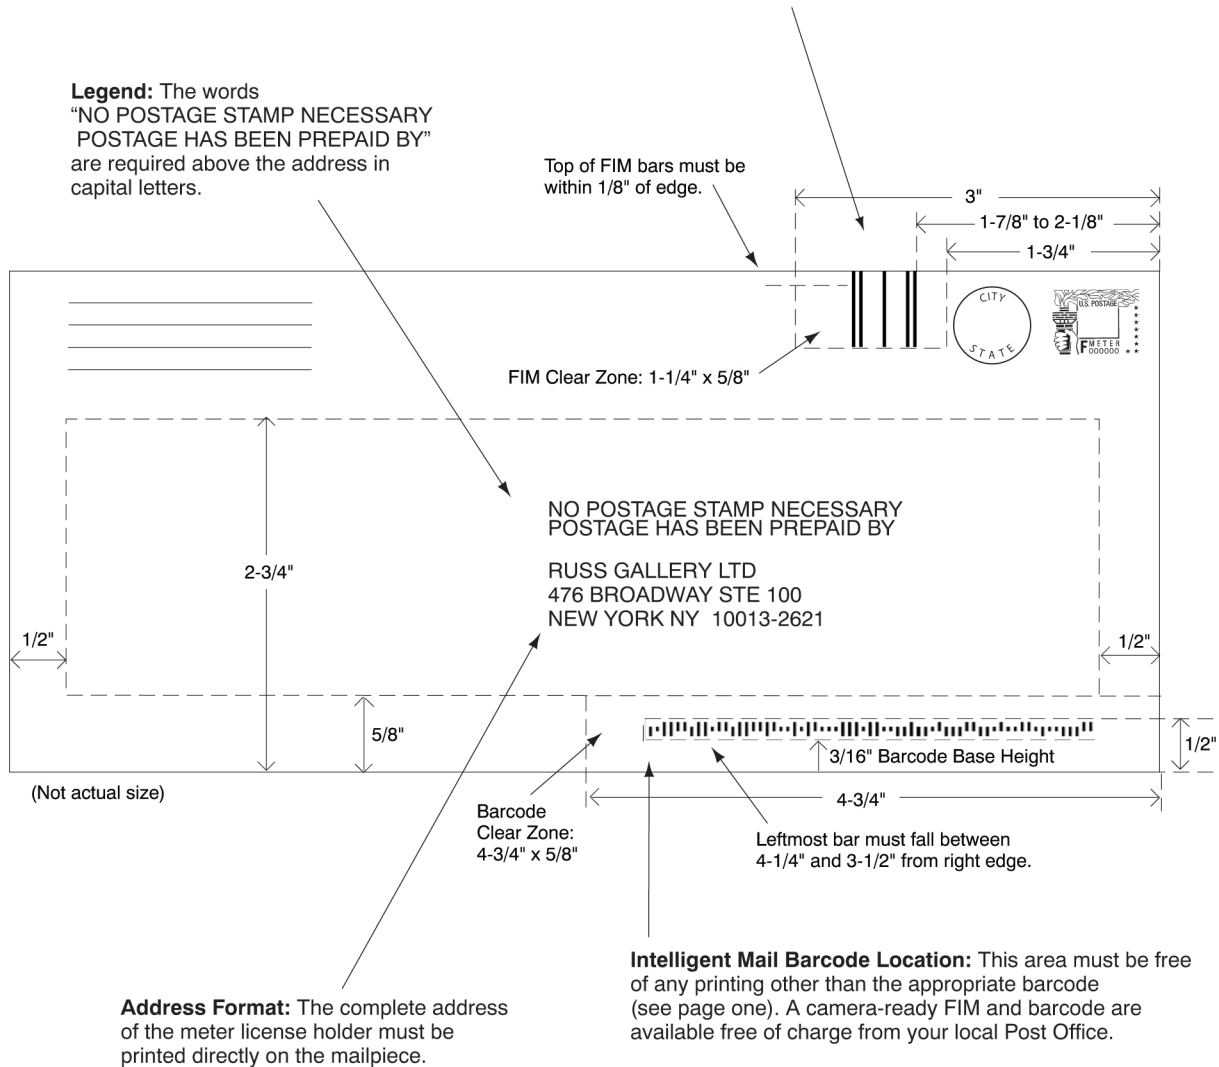 Legend: The words
“NO POSTAGE STAMP NECESSARY
POSTAGE HAS BEEN PREPAID BY”
are required above the address in
capital letters.
Top of FIM bars must be
within 1/8" of edge.
3"
1-7/8" to 2-1/8"
1-3/4"
CITY
STATE
U.S. POSTAGE
METER
000000
FIM Clear Zone: 1-1/4" x 5/8"
NO POSTAGE STAMP NECESSARY
POSTAGE HAS BEEN PREPAID BY
RUSS GALLERY LTD
476 BROADWAY STE 100
NEW YORK NY 10013-2621
2-3/4"
1/2"
1/2"
5/8"
3/16" Barcode Base Height
1/2"
(Not actual size)
4-3/4"
Barcode
Clear Zone:
4-3/4" x 5/8"
Leftmost bar must fall between
4-1/4" and 3-1/2" from right edge.
Intelligent Mail Barcode Location: This area must be free
of any printing other than the appropriate barcode
(see page one). A camera-ready FIM and barcode are
available free of charge from your local Post Office.
Address Format: The complete address
of the meter license holder must be
printed directly on the mailpiece.